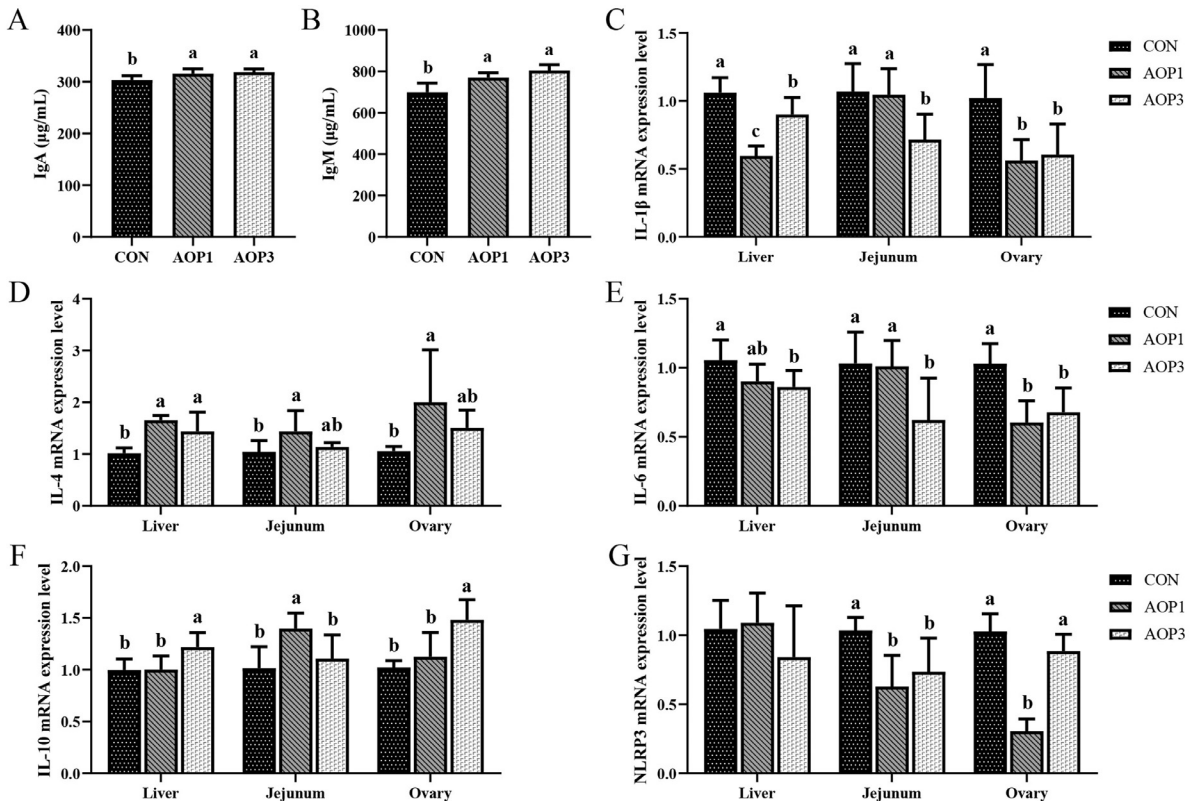 A
IgA (μg/mL)
400
300
200
100
0
b
a
a
CON
AOP1
AOP3
B
IgM (μg/mL)
1000
800
600
400
200
0
b
a
a
CON
AOP1
AOP3
C
IL-1β mRNA expression level
1.5
1.0
0.5
0.0
a
c
b
a
a
b
a
b
b
Liver
Jejunum
Ovary
CON
AOP1
AOP3
D
IL-4 mRNA expression level
4
3
2
1
0
b
a
a
b
a
ab
b
a
ab
Liver
Jejunum
Ovary
E
IL-6 mRNA expression level
1.5
1.0
0.5
0.0
a
ab
b
a
a
b
a
b
b
Liver
Jejunum
Ovary
CON
AOP1
AOP3
F
IL-10 mRNA expression level
2.0
1.5
1.0
0.5
0.0
b
b
a
b
a
b
b
b
a
Liver
Jejunum
Ovary
G
NLRP3 mRNA expression level
1.5
1.0
0.5
0.0
a
b
b
a
b
a
Liver
Jejunum
Ovary
CON
AOP1
AOP3